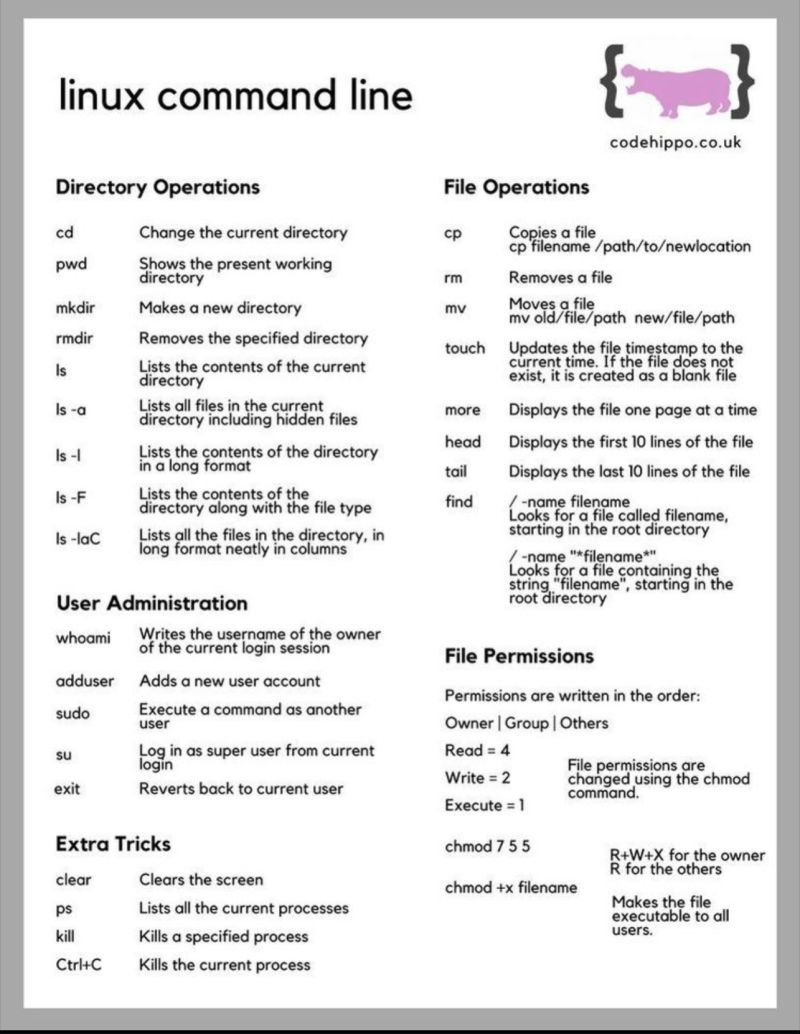 linux command line
codehippo.co.uk
Directory Operations
cd Change the current directory
pwd Shows the present working
directory
mkdir Makes a new directory
rmdir Removes the specified directory
ls Lists the contents of the current
directory
ls -a Lists all files in the current
directory including hidden files
ls -l Lists the contents of the directory
in a long format
ls -F Lists the contents of the
directory along with the file type
ls -laC Lists all the files in the directory, in
long format neatly in columns
User Administration
whoami Writes the username of the owner
of the current login session
adduser Adds a new user account
sudo Execute a command as another
user
su Log in as super user from current
login
exit Reverts back to current user
Extra Tricks
clear Clears the screen
ps Lists all the current processes
kill Kills a specified process
Ctrl+C Kills the current process
File Operations
cp Copies a file
cp filename /path/to/newlocation
rm Removes a file
mv Moves a file
mv old/file/path new/file/path
touch Updates the file timestamp to the
current time. If the file does not
exist, it is created as a blank file
more Displays the file one page at a time
head Displays the first 10 lines of the file
tail Displays the last 10 lines of the file
find / -name filename
Looks for a file called filename,
starting in the root directory
/ -name "*filename*"
Looks for a file containing the
string "filename", starting in the
root directory
File Permissions
Permissions are written in the order:
Owner | Group | Others
Read = 4
Write = 2
Execute = 1
File permissions are
changed using the chmod
command.
chmod 7 5 5
R+W+X for the owner
R for the others
chmod +x filename
Makes the file
executable to all
users.